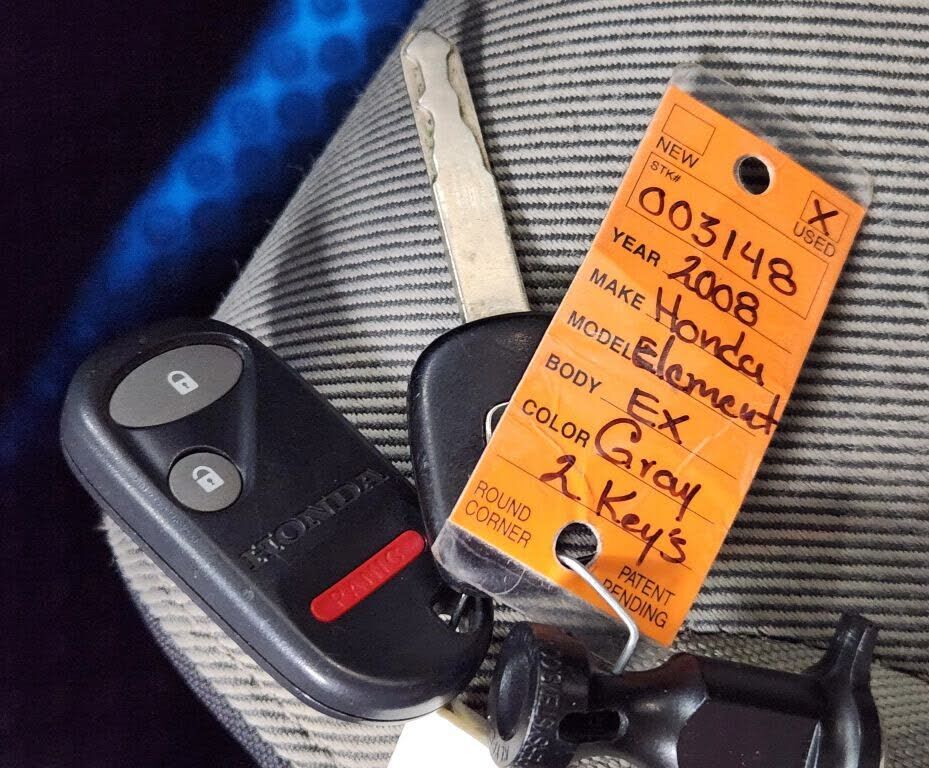 NEW
X
USED
STK#
003148
YEAR 2008
MAKE Honda
MODEL Element
BODY EX
COLOR Gray
2 Key's
ROUND
CORNER
PATENT
PENDING
HONDA
PANIC